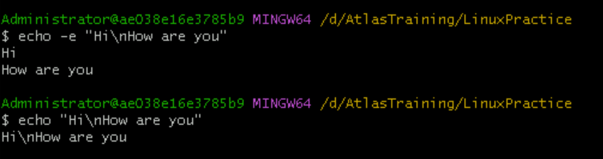 Administrator@ae038e16e3785b9 MINGW64 /d/AtlasTraining/LinuxPractice
$ echo -e "Hi\nHow are you"
Hi
How are you
Administrator@ae038e16e3785b9 MINGW64 /d/AtlasTraining/LinuxPractice
$ echo "Hi\nHow are you"
Hi\nHow are you